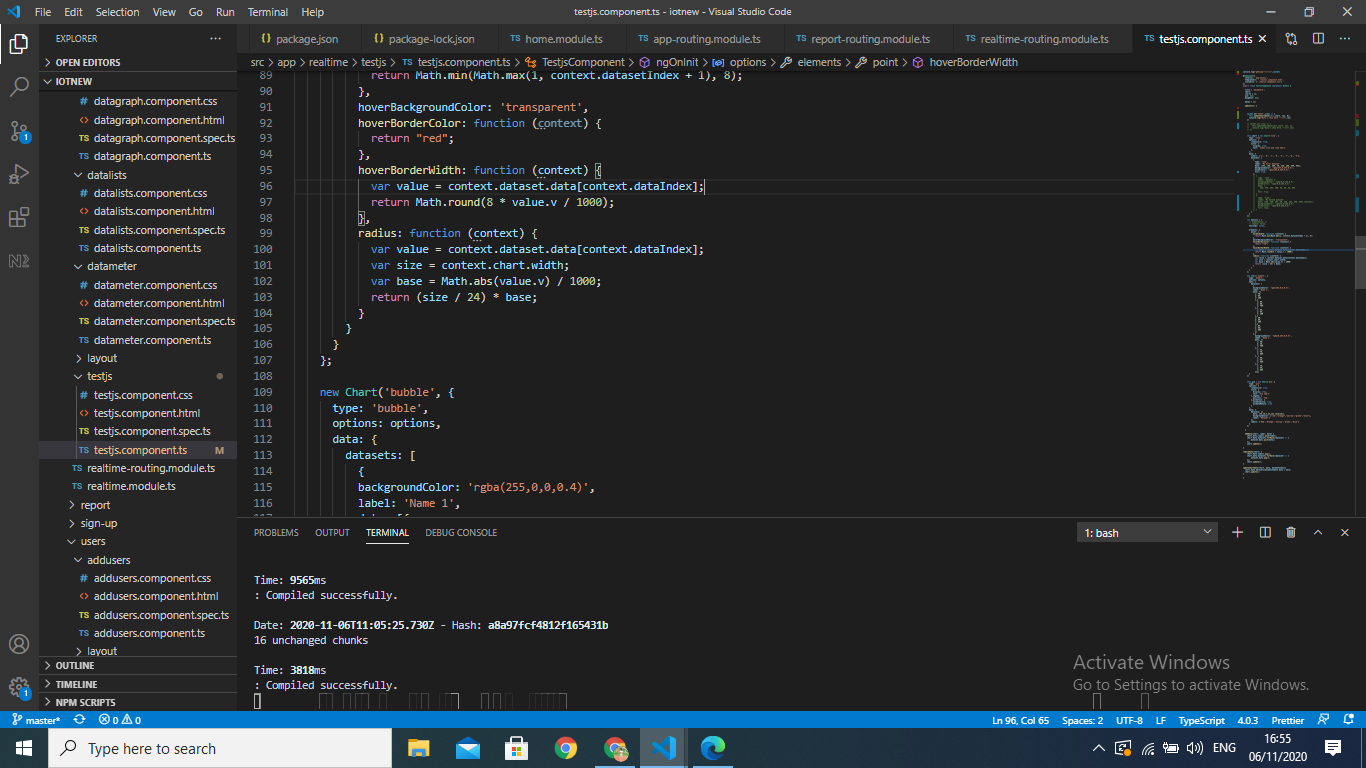 File Edit Selection View Go Run Terminal Help
testjs.component.ts - iotnew - Visual Studio Code
EXPLORER
OPEN EDITORS
IOTNEW
# datagraph.component.css
<> datagraph.component.html
TS datagraph.component.spec.ts
TS datagraph.component.ts
datalists
# datalists.component.css
<> datalists.component.html
TS datalists.component.spec.ts
TS datalists.component.ts
datameter
# datameter.component.css
<> datameter.component.html
TS datameter.component.spec.ts
TS datameter.component.ts
layout
testjs
# testjs.component.css
<> testjs.component.html
TS testjs.component.spec.ts
TS testjs.component.ts M
TS realtime-routing.module.ts
TS realtime.module.ts
report
sign-up
users
addusers
# addusers.component.css
<> addusers.component.html
TS addusers.component.spec.ts
TS addusers.component.ts
layout
OUTLINE
TIMELINE
NPM SCRIPTS
{} package.json {} package-lock.json TS home.module.ts TS app-routing.module.ts TS report-routing.module.ts TS realtime-routing.module.ts TS testjs.component.ts
src > app > realtime > testjs > TS testjs.component.ts > TestjsComponent > ngOnInit > options > elements > point > hoverBorderWidth
89 return Math.min(Math.max(1, context.datasetIndex + 1), 8);
90 },
91 hoverBackgroundColor: 'transparent',
92 hoverBorderColor: function (context) {
93 return "red";
94 },
95 hoverBorderWidth: function (context) {
96 var value = context.dataset.data[context.dataIndex];
97 return Math.round(8 * value.v / 1000);
98 },
99 radius: function (context) {
100 var value = context.dataset.data[context.dataIndex];
101 var size = context.chart.width;
102 var base = Math.abs(value.v) / 1000;
103 return (size / 24) * base;
104 }
105 }
106 }
107 };
108
109 new Chart('bubble', {
110 type: 'bubble',
111 options: options,
112 data: {
113 datasets: [
114 {
115 backgroundColor: 'rgba(255,0,0,0.4)',
116 label: 'Name 1',
PROBLEMS OUTPUT TERMINAL DEBUG CONSOLE
1: bash
Time: 9565ms
: Compiled successfully.
Date: 2020-11-06T11:05:25.730Z - Hash: a8a97fcf4812f165431b
16 unchanged chunks
Time: 3818ms
: Compiled successfully.
Activate Windows
Go to Settings to activate Windows.
master* 0 0
Ln 96, Col 65 Spaces: 2 UTF-8 LF TypeScript 4.0.3 Prettier
Type here to search
ENG
16:55
06/11/2020